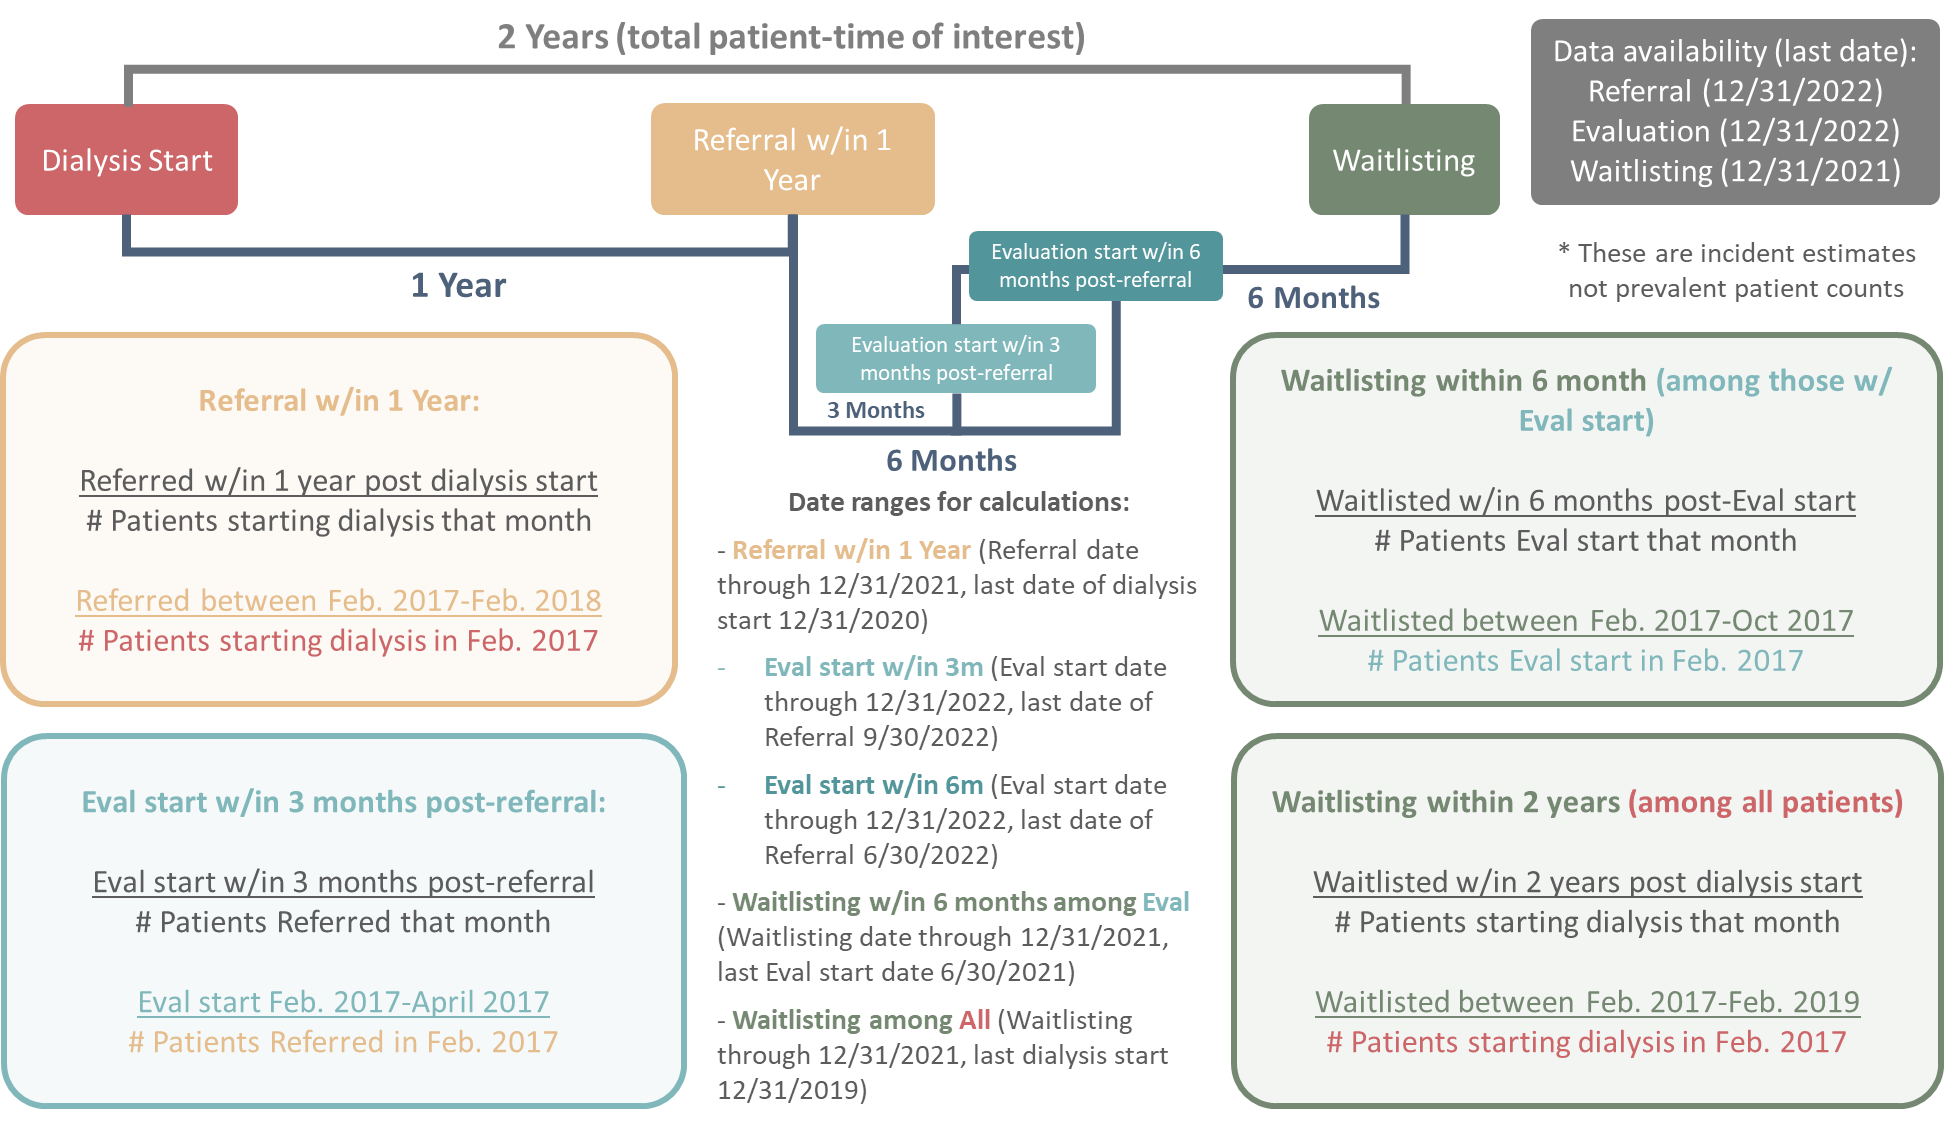 2 Years (total patient-time of interest)
Dialysis Start
Referral w/in 1
Year
Waitlisting
Data availability (last date):
Referral (12/31/2022)
Evaluation (12/31/2022)
Waitlisting (12/31/2021)
* These are incident estimates
not prevalent patient counts
1 Year
Evaluation start w/in 6
months post-referral
6 Months
Evaluation start w/in 3
months post-referral
3 Months
6 Months
Referral w/in 1 Year:
Referred w/in 1 year post dialysis start
# Patients starting dialysis that month
Referred between Feb. 2017-Feb. 2018
# Patients starting dialysis in Feb. 2017
Eval start w/in 3 months post-referral:
Eval start w/in 3 months post-referral
# Patients Referred that month
Eval start Feb. 2017-April 2017
# Patients Referred in Feb. 2017
Date ranges for calculations:
- Referral w/in 1 Year (Referral date
through 12/31/2021, last date of dialysis
start 12/31/2020)
- Eval start w/in 3m (Eval start date
through 12/31/2022, last date of
Referral 9/30/2022)
- Eval start w/in 6m (Eval start date
through 12/31/2022, last date of
Referral 6/30/2022)
- Waitlisting w/in 6 months among Eval
(Waitlisting date through 12/31/2021,
last Eval start date 6/30/2021)
- Waitlisting among All (Waitlisting
through 12/31/2021, last dialysis start
12/31/2019)
Waitlisting within 6 month (among those w/
Eval start)
Waitlisted w/in 6 months post-Eval start
# Patients Eval start that month
Waitlisted between Feb. 2017-Oct 2017
# Patients Eval start in Feb. 2017
Waitlisting within 2 years (among all patients)
Waitlisted w/in 2 years post dialysis start
# Patients starting dialysis that month
Waitlisted between Feb. 2017-Feb. 2019
# Patients starting dialysis in Feb. 2017